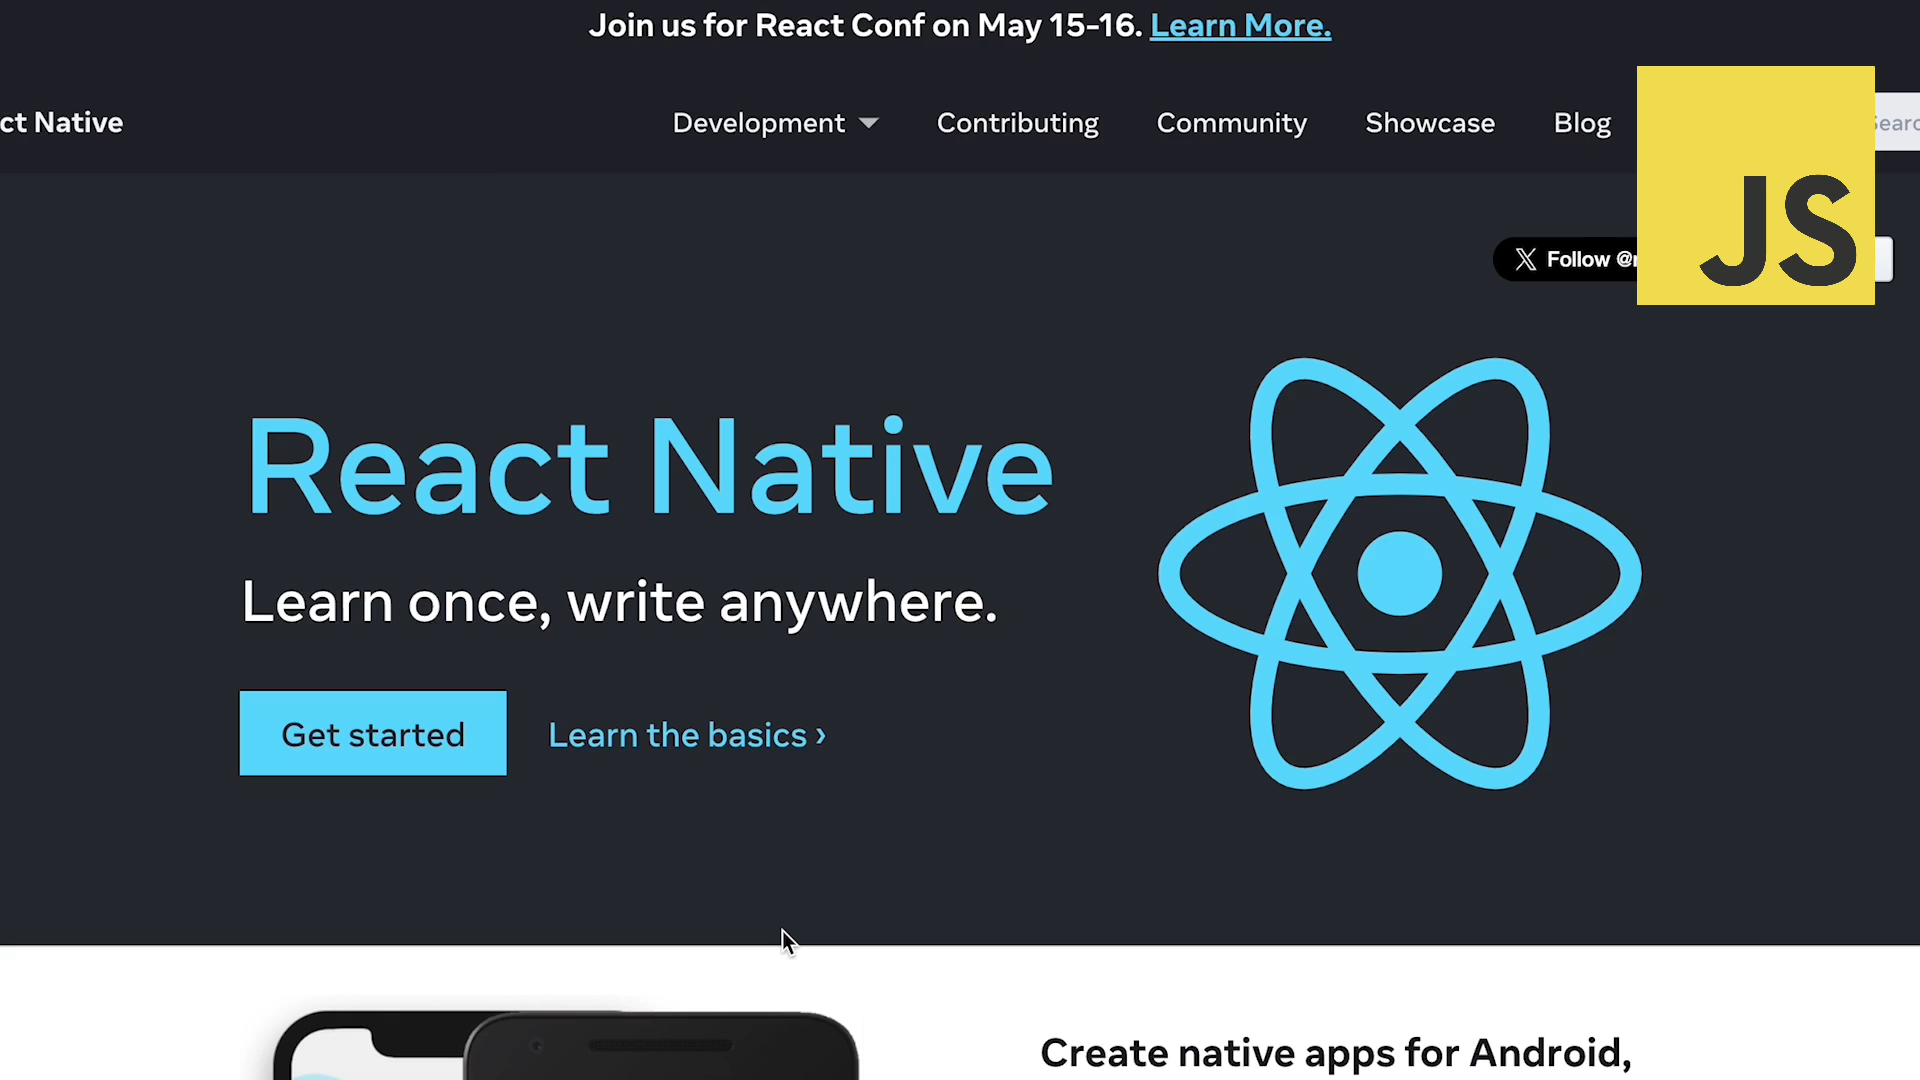 Join us for React Conf on May 15-16. Learn More.
ct Native
Development
Contributing
Community
Showcase
Blog
JS
Follow
React Native
Learn once, write anywhere.
Get started
Learn the basics ›
Create native apps for Android,